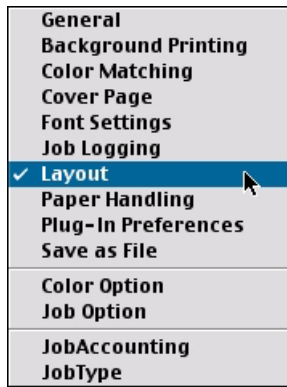 General
Background Printing
Color Matching
Cover Page
Font Settings
Job Logging
✓ Layout
Paper Handling
Plug-In Preferences
Save as File
Color Option
Job Option
JobAccounting
JobType